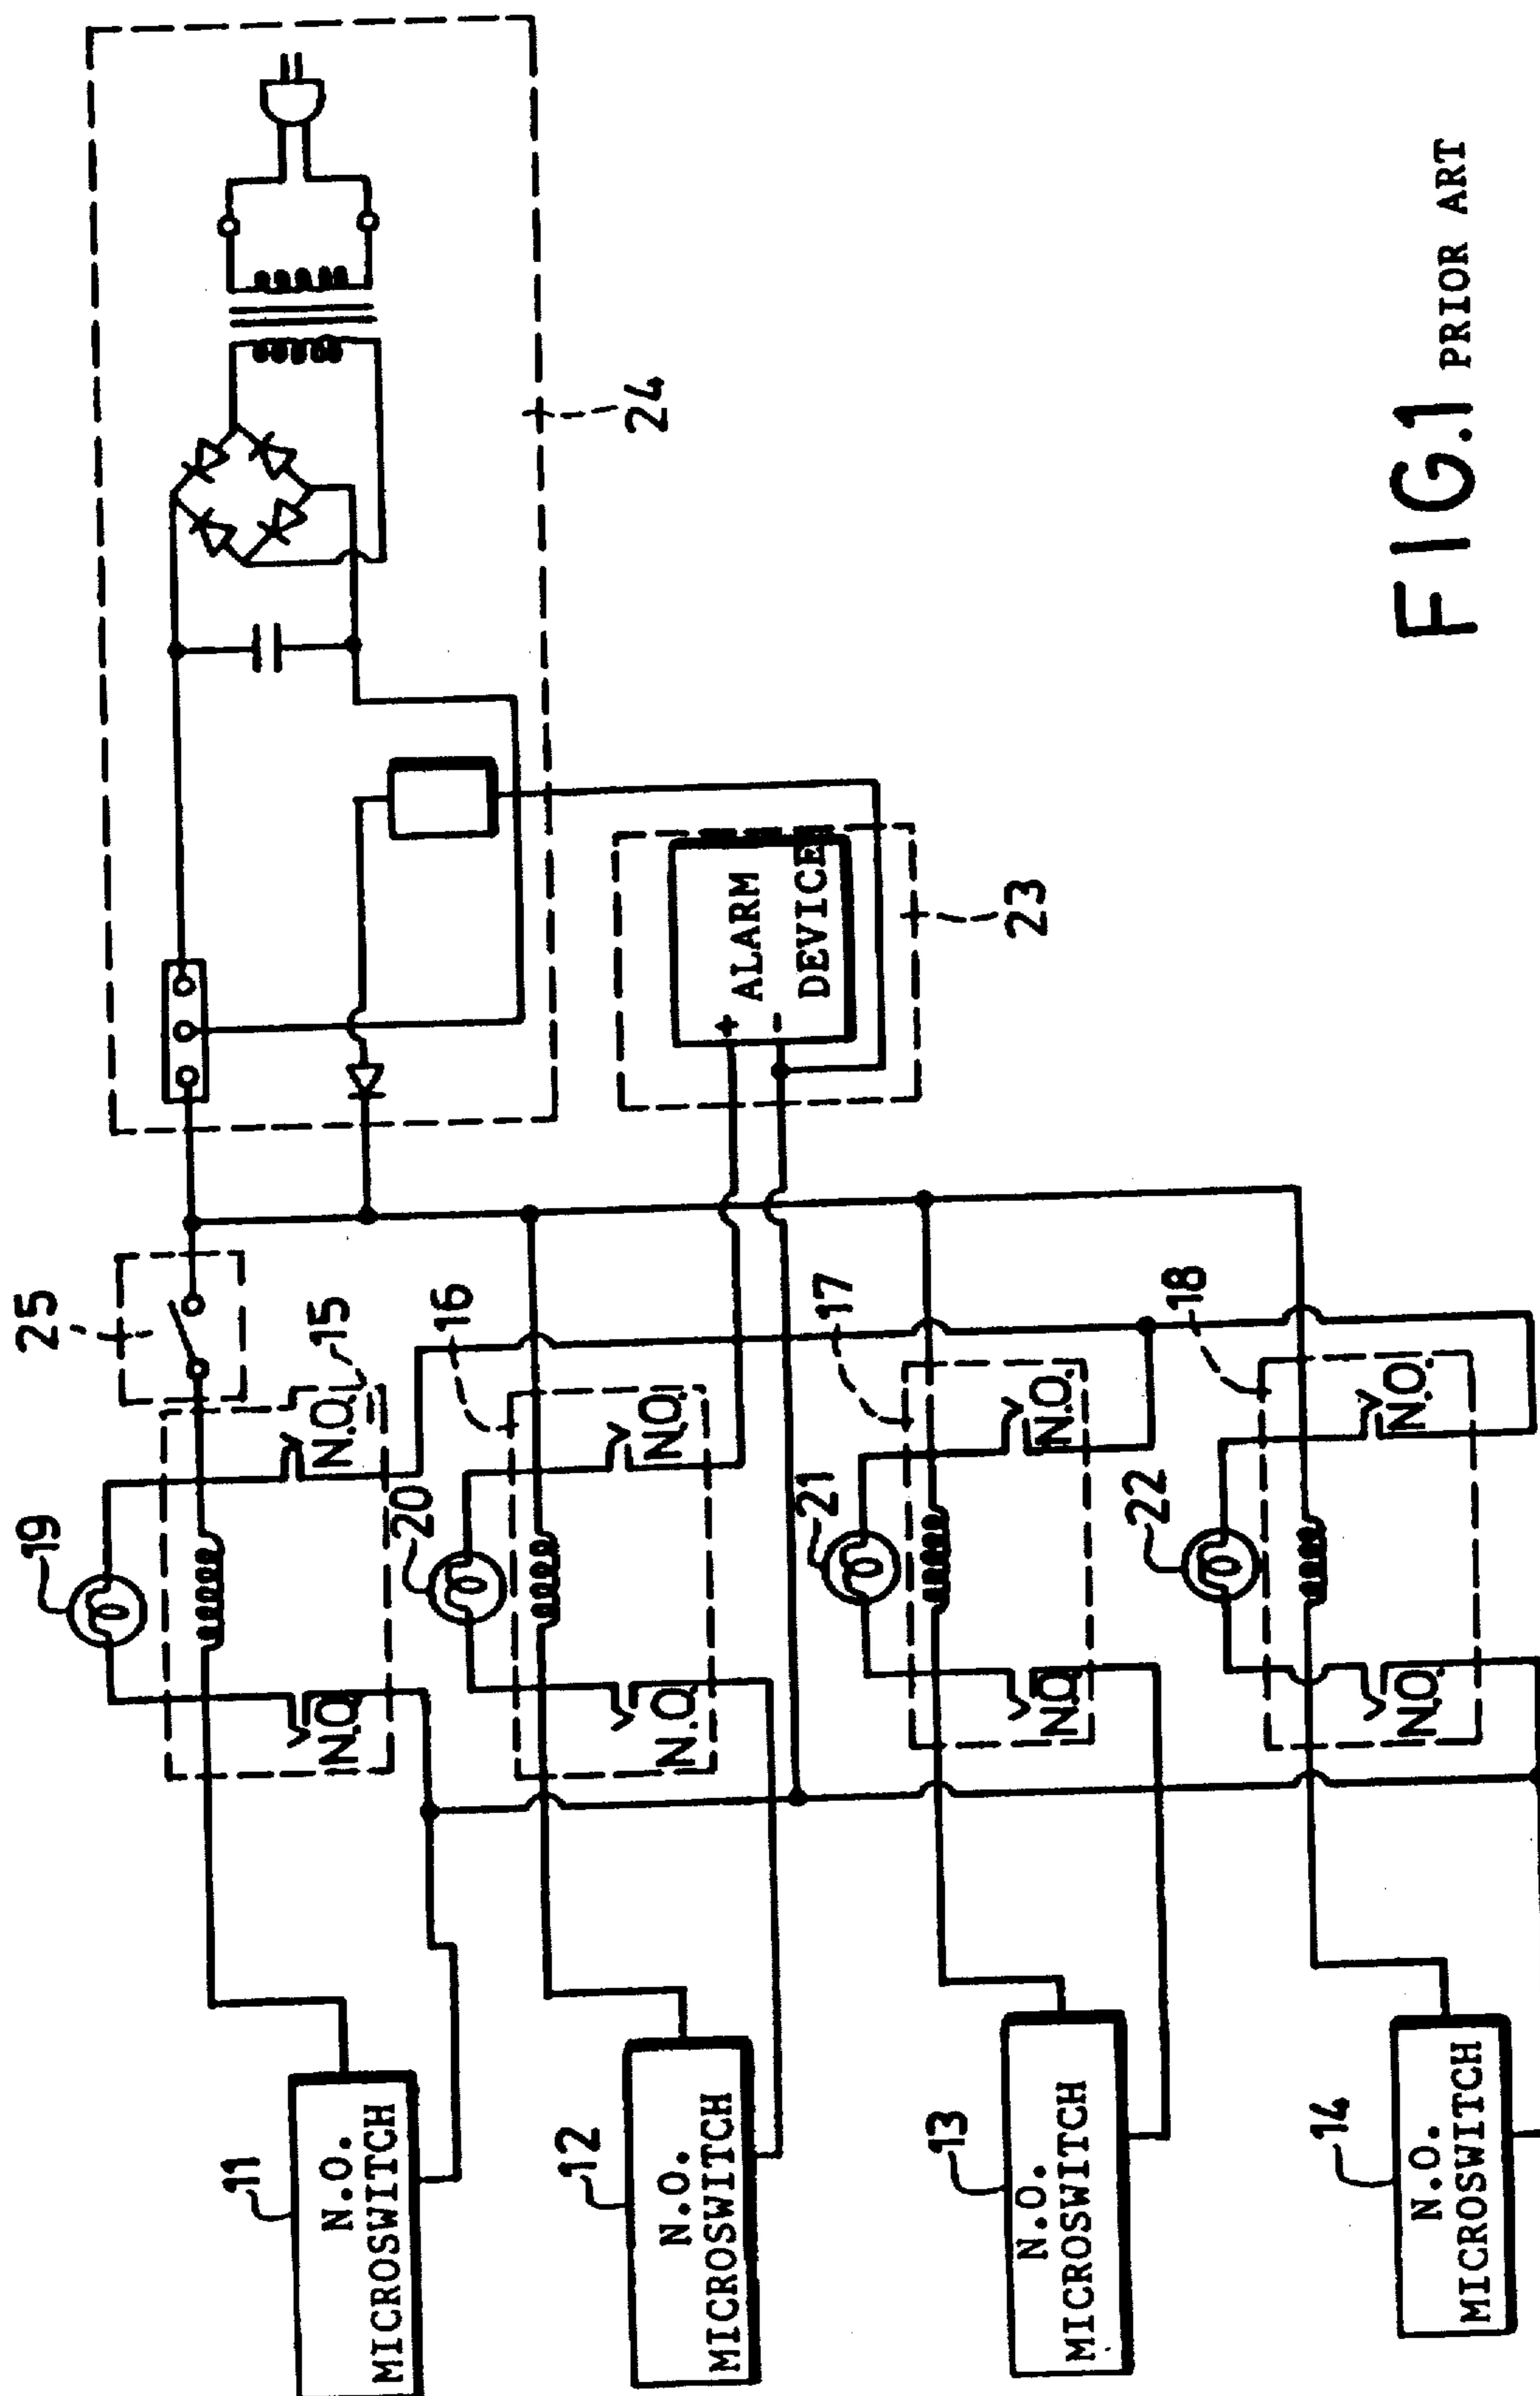 11
N.O.
MICROSWITCH
12
N.O.
MICROSWITCH
13
N.O.
MICROSWITCH
14
N.O.
MICROSWITCH
19
N.O.
N.O.
15
25
20
N.O.
N.O.
16
21
N.O.
N.O.
17
22
N.O.
N.O.
18
+
-
ALARM
DEVICE
23
24
FIG.1 PRIOR ART